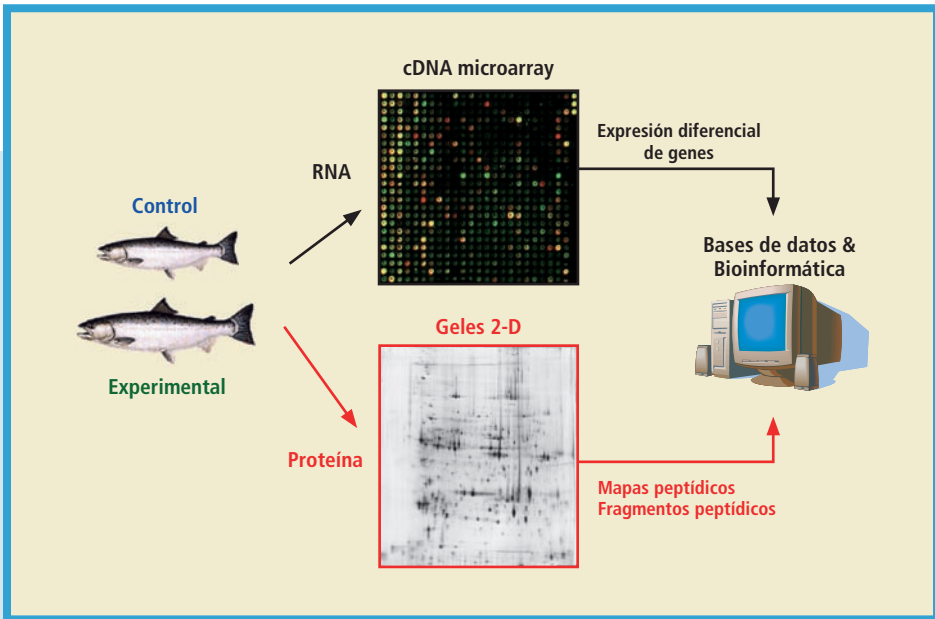 cDNA microarray
Expresión diferencial
de genes
RNA
Control
Bases de datos &
Bioinformática
Geles 2-D
Experimental
Proteína
Mapas peptídicos
Fragmentos peptídicos